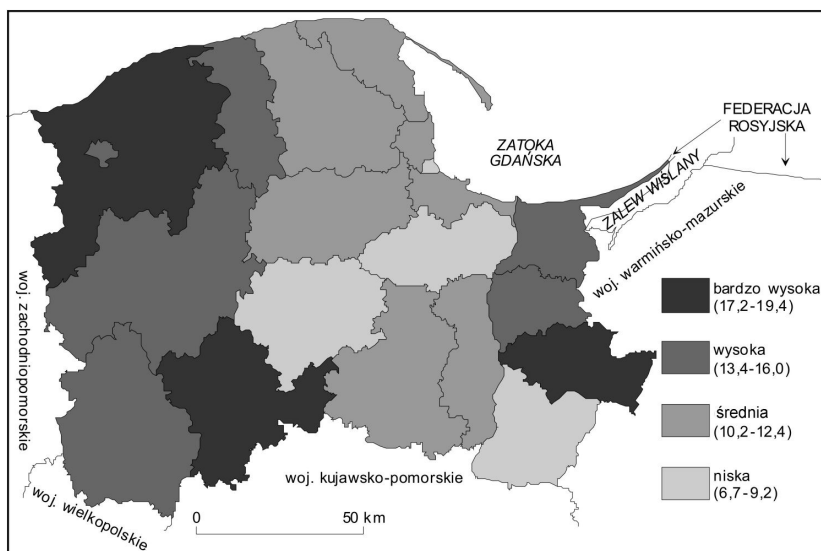 ZATOKA
GDAŃSKA
FEDERACJA
ROSYJSKA
ZALEW WIŚLANY
woj. warmińsko-mazurskie
woj. zachodniopomorskie
bardzo wysoka
(17,2-19,4)
wysoka
(13,4-16,0)
średnia
(10,2-12,4)
niska
(6,7-9,2)
woj. kujawsko-pomorskie
woj. wielkopolskie
0
50 km